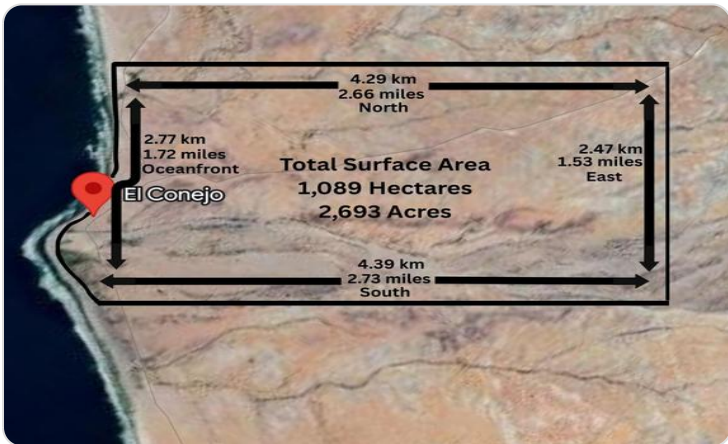 4.29 km
2.66 miles
North
2.77 km
1.72 miles
Oceanfront
2.47 km
1.53 miles
East
Total Surface Area
1,089 Hectares
2,693 Acres
El Conejo
4.39 km
2.73 miles
South